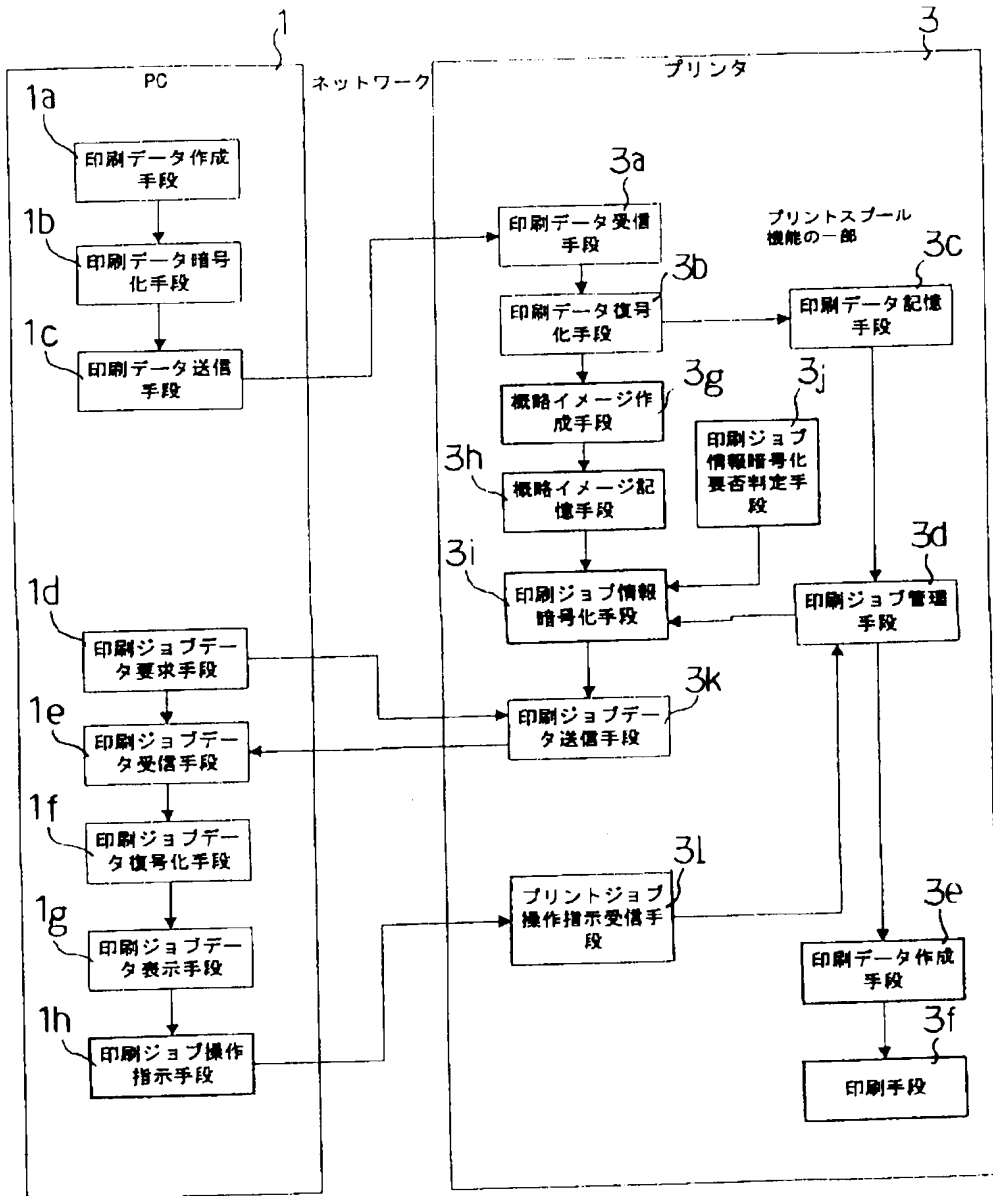 1
3
PC
ネットワーク
プリンタ
1a
印刷データ作成
手段
1b
印刷データ暗号
化手段
1c
印刷データ送信
手段
3a
印刷データ受信
手段
プリントスプール
機能の一部
3b
印刷データ復号
化手段
3c
印刷データ記憶
手段
3g
概略イメージ作
成手段
3j
印刷ジョブ
情報暗号化
要否判定手
段
3h
概略イメージ記
憶手段
3i
印刷ジョブ情報
暗号化手段
3d
印刷ジョブ管理
手段
1d
印刷ジョブデー
タ要求手段
3k
印刷ジョブデー
タ送信手段
1e
印刷ジョブデー
タ受信手段
1f
印刷ジョブデー
タ復号化手段
1g
印刷ジョブデー
タ表示手段
3l
プリントジョブ
操作指示受信手
段
3e
印刷データ作成
手段
1h
印刷ジョブ操作
指示手段
3f
印刷手段